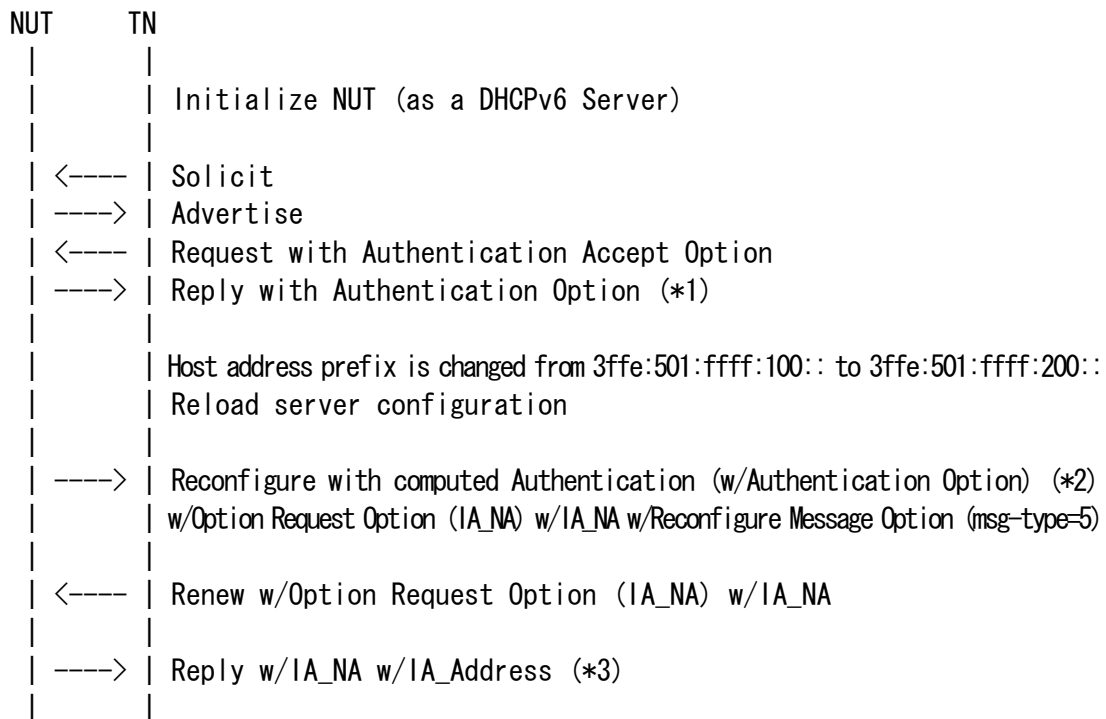 NUT TN
| |
| | Initialize NUT (as a DHCPv6 Server)
| |
| <---- | Solicit
| ----> | Advertise
| <---- | Request with Authentication Accept Option
| ----> | Reply with Authentication Option (*1)
| |
| | Host address prefix is changed from 3ffe:501:ffff:100:: to 3ffe:501:ffff:200::
| | Reload server configuration
| |
| ----> | Reconfigure with computed Authentication (w/Authentication Option) (*2)
| | w/Option Request Option (IA_NA) w/IA_NA w/Reconfigure Message Option (msg-type=5)
| |
| <---- | Renew w/Option Request Option (IA_NA) w/IA_NA
| |
| ----> | Reply w/IA_NA w/IA_Address (*3)
| |